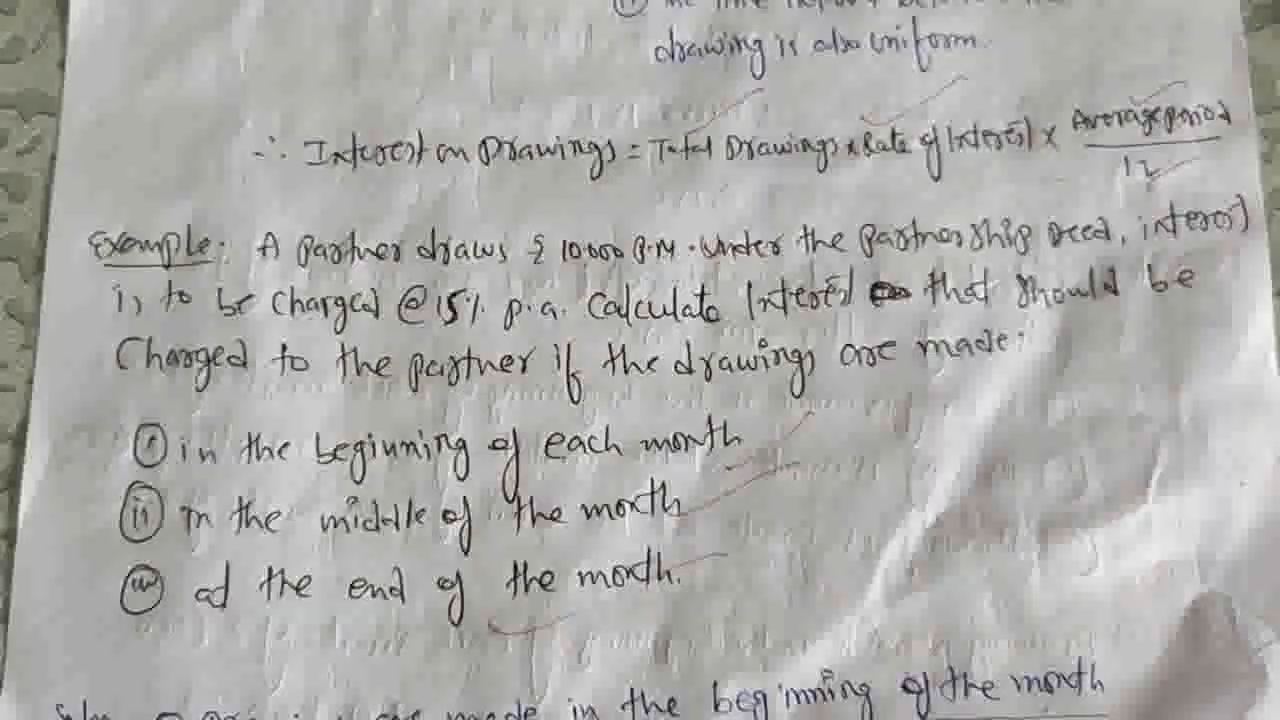 drawing is also uniform.
∴ Interest on Drawings = Total Drawings x Rate of Interest x Average period / 12
Example: A partner draws ₹ 10000 P.M. Under the Partnership Deed, interest
is to be charged @ 15% p.a. Calculate Interest that should be
Charged to the partner if the drawings are made:
(i) in the beginning of each month
(ii) in the middle of the month
(iii) at the end of the month.
made in the beginning of the month